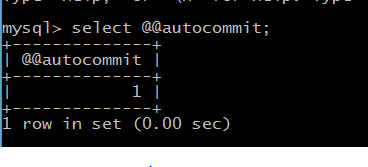 mysql> select @@autocommit;
+--------------+
| @@autocommit |
+--------------+
|            1 |
+--------------+
1 row in set (0.00 sec)